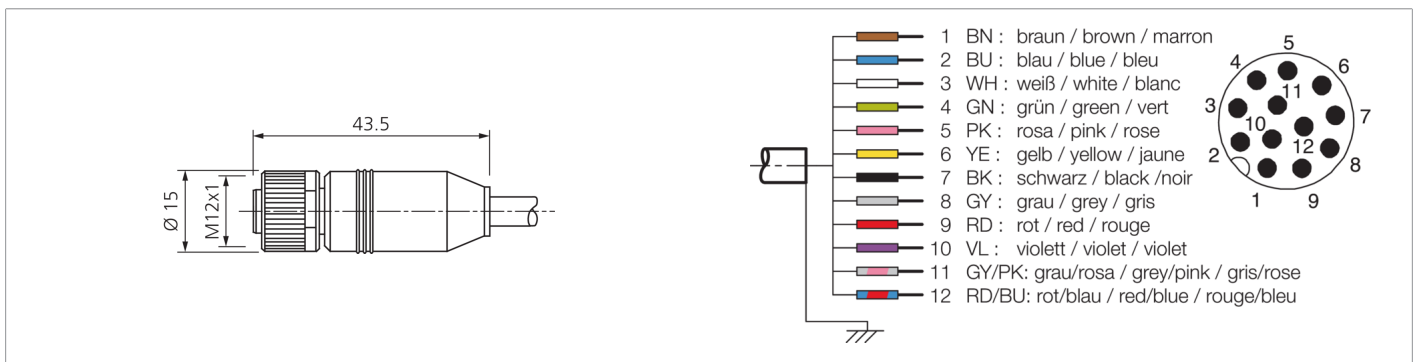 43.5
Ø 15
M12x1
1 BN : braun / brown / marron
2 BU : blau / blue / bleu
3 WH : weiß / white / blanc
4 GN : grün / green / vert
5 PK : rosa / pink / rose
6 YE : gelb / yellow / jaune
7 BK : schwarz / black /noir
8 GY : grau / grey / gris
9 RD : rot / red / rouge
10 VL : violett / violet / violet
11 GY/PK: grau/rosa / grey/pink / gris/rose
12 RD/BU: rot/blau / red/blue / rouge/bleu
5
4
6
11
3
7
10
12
2
8
1
9